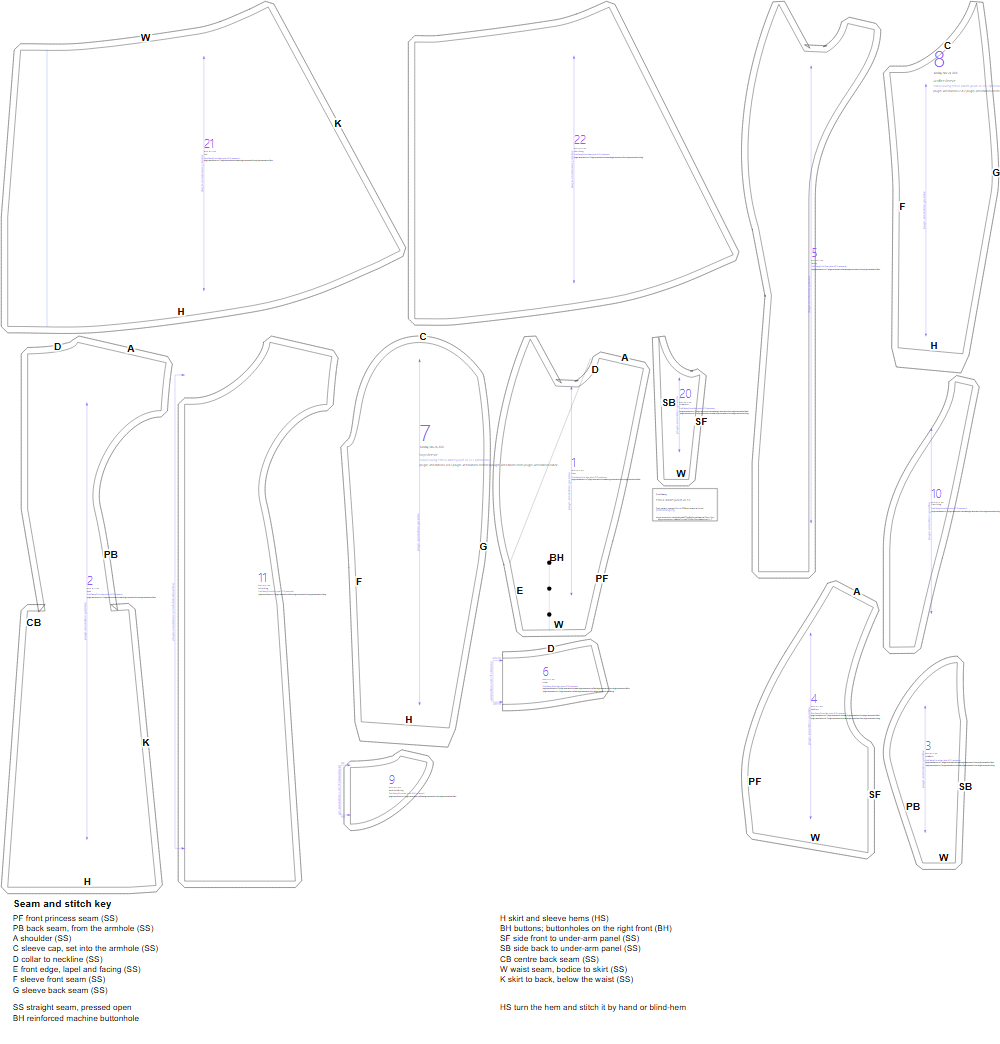 W
K
21
H
22
5
8
C
G
F
H
D
A
PB
2
CB
K
H
11
C
7
G
F
H
A
D
1
BH
PF
E
W
SB
20
SF
W
D
6
9
10
A
4
PF
SF
W
3
SB
PB
W
Seam and stitch key
PF front princess seam (SS)
PB back seam, from the armhole (SS)
A shoulder (SS)
C sleeve cap, set into the armhole (SS)
D collar to neckline (SS)
E front edge, lapel and facing (SS)
F sleeve front seam (SS)
G sleeve back seam (SS)
SS straight seam, pressed open
BH reinforced machine buttonhole
H skirt and sleeve hems (HS)
BH buttons; buttonholes on the right front (BH)
SF side front to under-arm panel (SS)
SB side back to under-arm panel (SS)
CB centre back seam (SS)
W waist seam, bodice to skirt (SS)
K skirt to back, below the waist (SS)
HS turn the hem and stitch it by hand or blind-hem